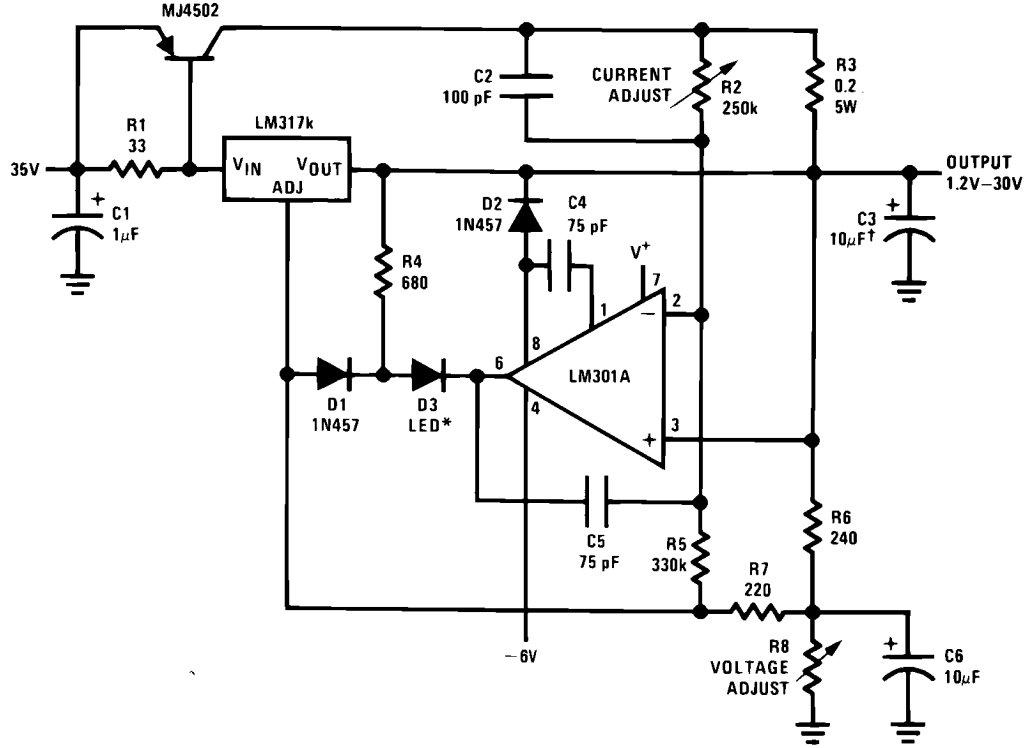 MJ4502
C2
100 pF
CURRENT
ADJUST
R2
250k
R3
0.2
5W
R1
33
LM317k
35V
VIN
VOUT
ADJ
OUTPUT
1.2V–30V
C1
1μF
D2
1N457
C4
75 pF
C3
10μF†
R4
680
V+
7
1
2
–
8
6
LM301A
D1
1N457
D3
LED*
4
3
+
C5
75 pF
R5
330k
R6
240
R7
220
–6V
R8
VOLTAGE
ADJUST
C6
10μF